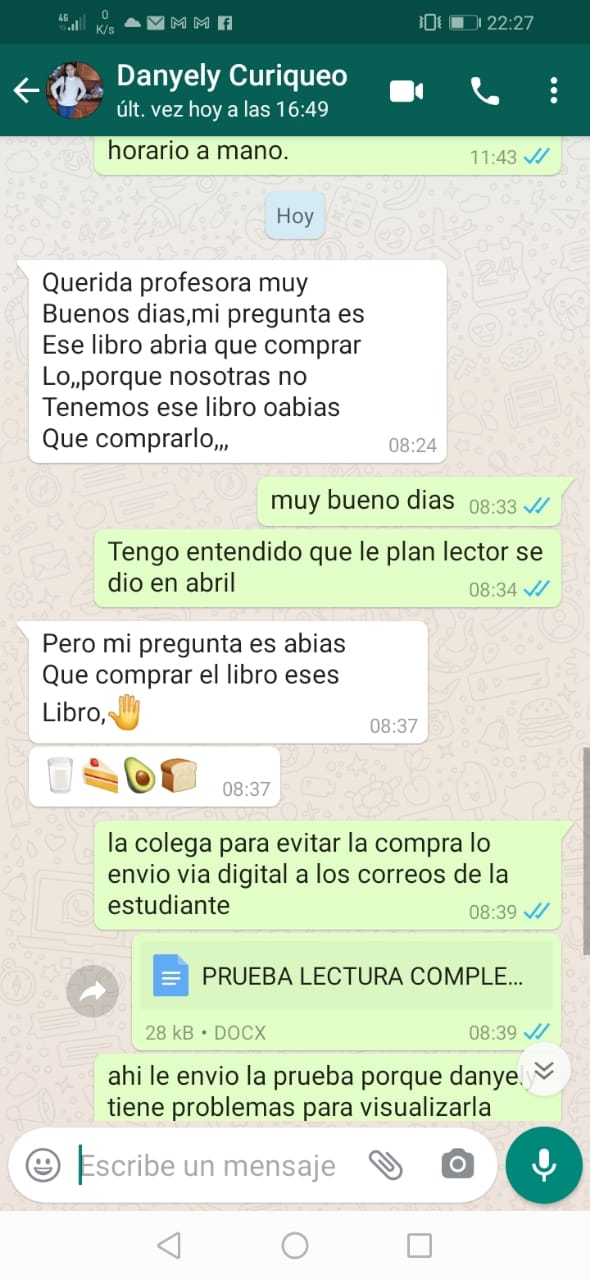 4G
0
K/s
22:27
Danyely Curiqueo
últ. vez hoy a las 16:49
horario a mano.
11:43
Hoy
Querida profesora muy
Buenos dias,mi pregunta es
Ese libro abria que comprar
Lo,,porque nosotras no
Tenemos ese libro oabias
Que comprarlo,,,
08:24
muy bueno dias
08:33
Tengo entendido que le plan lector se
dio en abril
08:34
Pero mi pregunta es abias
Que comprar el libro eses
Libro,🤚
08:37
08:37
la colega para evitar la compra lo
envio via digital a los correos de la
estudiante
08:39
PRUEBA LECTURA COMPLE...
28 kB • DOCX
08:39
ahi le envio la prueba porque danyely
tiene problemas para visualizarla
Escribe un mensaje